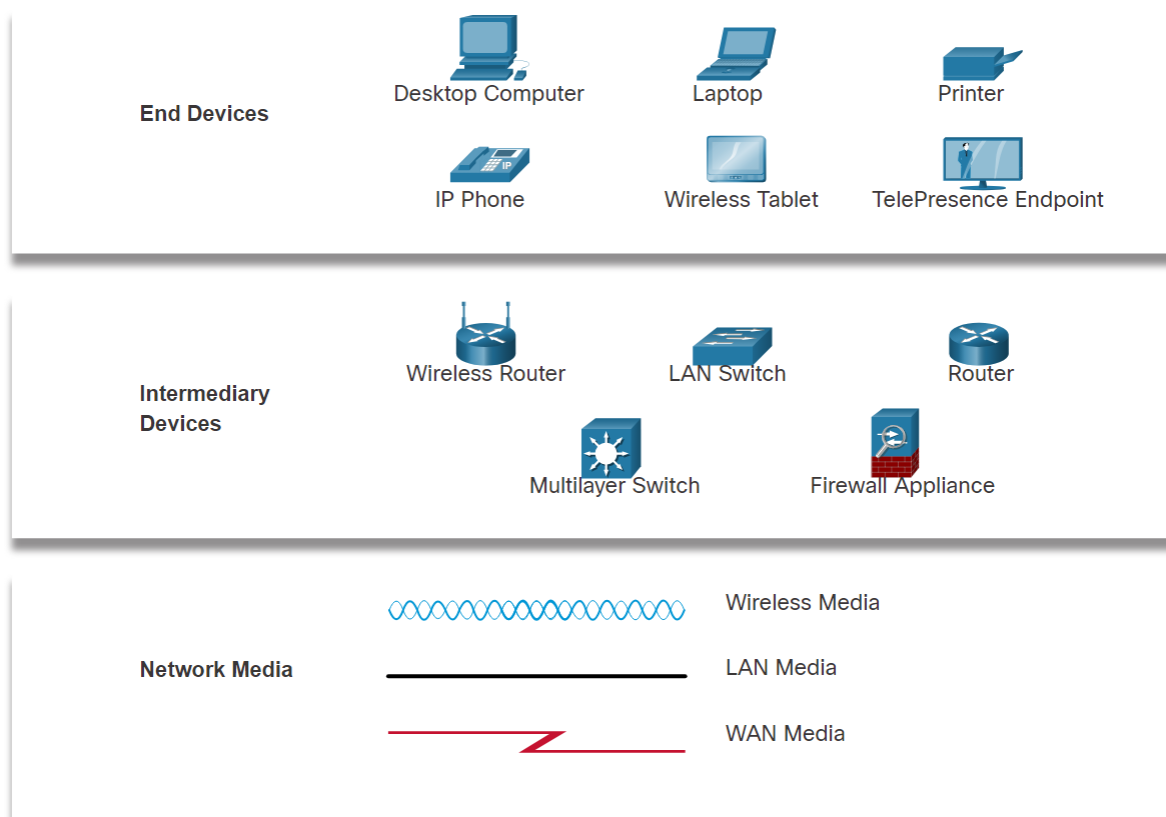 Desktop Computer
Laptop
Printer
End Devices
IP
IP Phone
Wireless Tablet
TelePresence Endpoint
Wireless Router
LAN Switch
Router
Intermediary
Devices
Multilayer Switch
Firewall Appliance
Wireless Media
Network Media
LAN Media
WAN Media